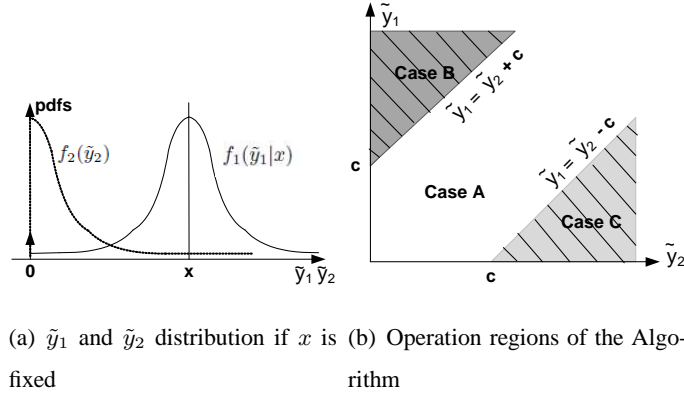 pdfs
f₂(ỹ₂)
f₁(ỹ₁|x)
0
x
ỹ₁ ỹ₂
ỹ₁
Case B
ỹ₁ = ỹ₂ + c
c
Case A
ỹ₁ = ỹ₂ - c
Case C
ỹ₂
c
(a) ỹ₁ and ỹ₂ distribution if x is
fixed
(b) Operation regions of the Algo-
rithm